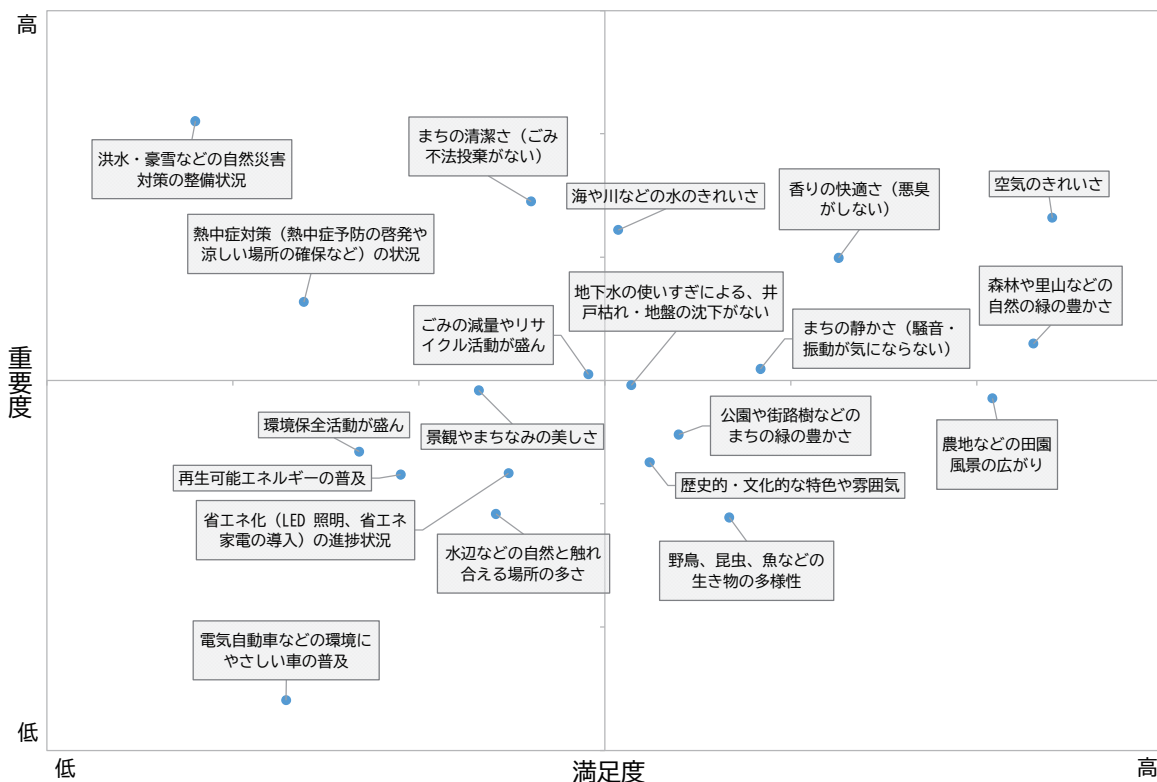 高
洪水・豪雪などの自然災害
対策の整備状況
まちの清潔さ（ごみ
不法投棄がない）
海や川などの水のきれいさ
香りの快適さ（悪臭
がしない）
空気のきれいさ
熱中症対策（熱中症予防の啓発や
涼しい場所の確保など）の状況
地下水の使いすぎによる、井
戸枯れ・地盤の沈下がない
森林や里山などの
自然の緑の豊かさ
ごみの減量やリサ
イクル活動が盛ん
まちの静かさ（騒音・
振動が気にならない）
重要度
環境保全活動が盛ん
景観やまちなみの美しさ
公園や街路樹などの
まちの緑の豊かさ
農地などの田園
風景の広がり
再生可能エネルギーの普及
歴史的・文化的な特色や雰囲気
省エネ化（LED 照明、省エネ
家電の導入）の進捗状況
水辺などの自然と触れ
合える場所の多さ
野鳥、昆虫、魚などの
生き物の多様性
電気自動車などの環境に
やさしい車の普及
低
低
満足度
高